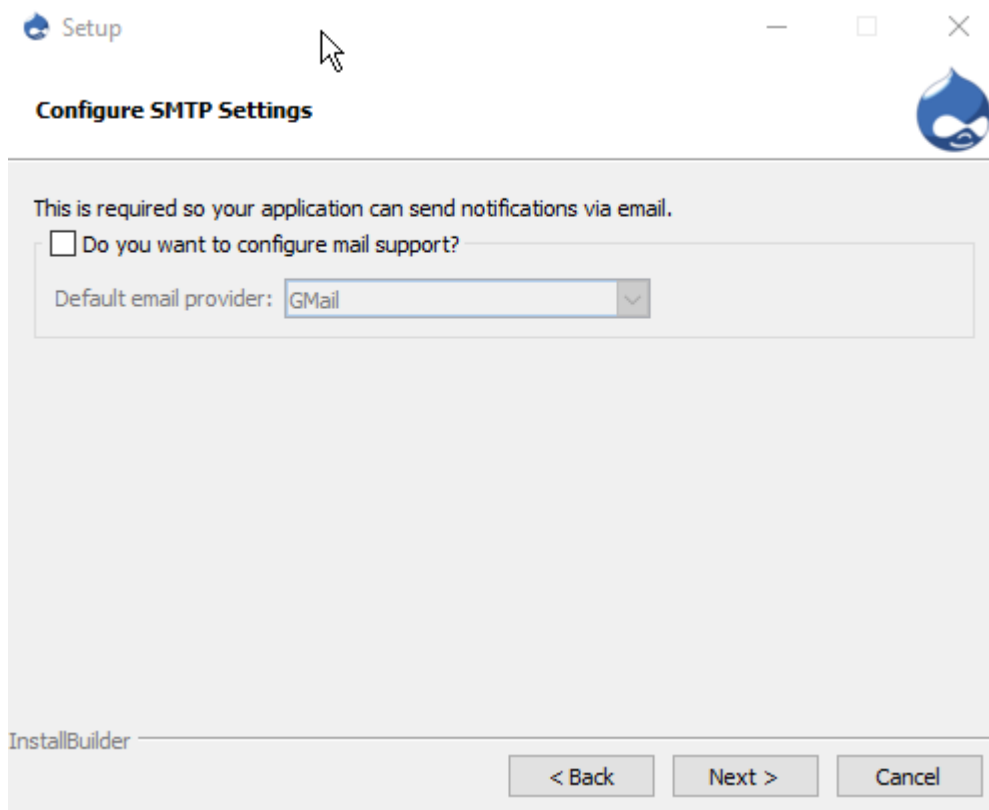 Setup
Configure SMTP Settings
This is required so your application can send notifications via email.
Do you want to configure mail support?
Default email provider: GMail
InstallBuilder
< Back Next > Cancel